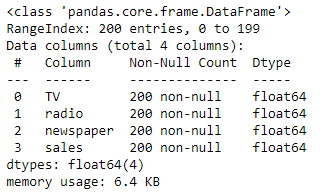 <class 'pandas.core.frame.DataFrame'>
RangeIndex: 200 entries, 0 to 199
Data columns (total 4 columns):
 #   Column     Non-Null Count  Dtype
---  ------     --------------  -----
 0   TV         200 non-null    float64
 1   radio      200 non-null    float64
 2   newspaper  200 non-null    float64
 3   sales      200 non-null    float64
dtypes: float64(4)
memory usage: 6.4 KB